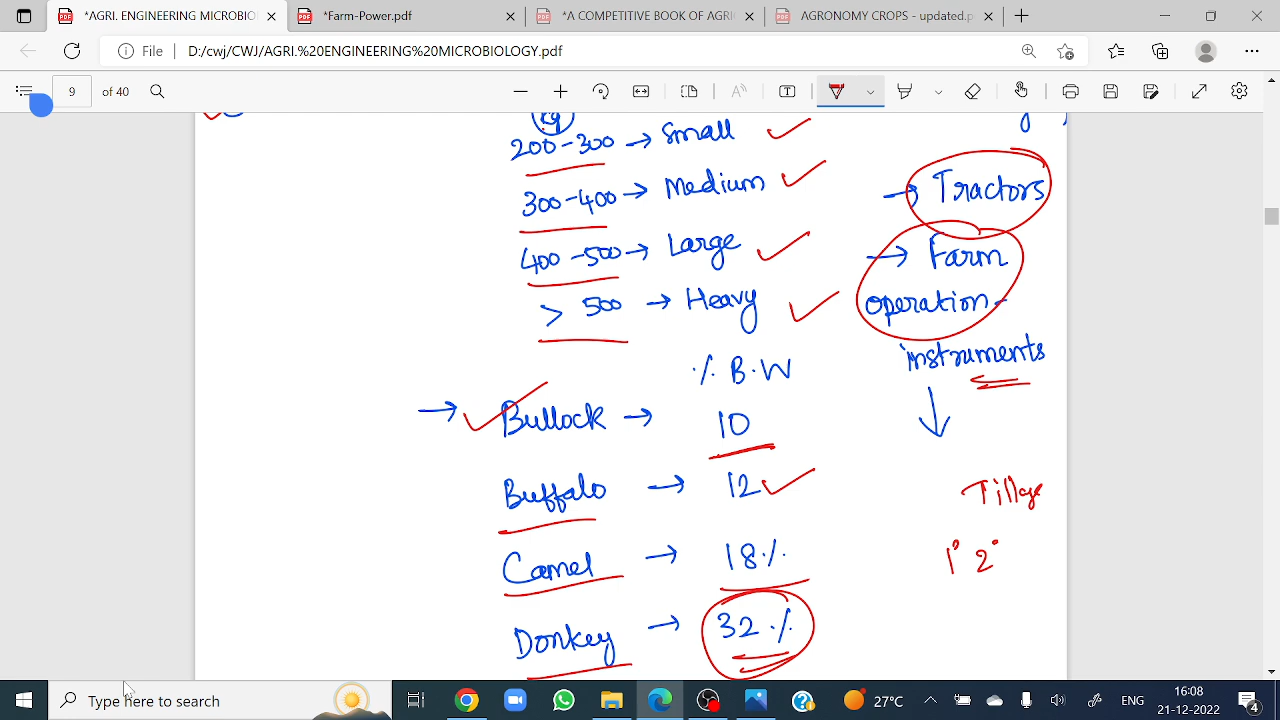 *AGRI. ENGINEERING MICROBIO
*Farm-Power.pdf
*A COMPETITIVE BOOK OF AGRI
AGRONOMY CROPS - updated.p
File
D:/cwj/CWJ/AGRI.%20ENGINEERING%20MICROBIOLOGY.pdf
9 of 40
kg
200-300 → Small
300-400 → Medium
400-500 → Large
> 500 → Heavy
% B.W
→ Bullock → 10
Buffalo → 12
Camel → 18%
Donkey → 32%
→ Tractors
→ Farm
operation-
instruments
Tillage
1° 2°
Type here to search
27°C
ENG
16:08
21-12-2022
4